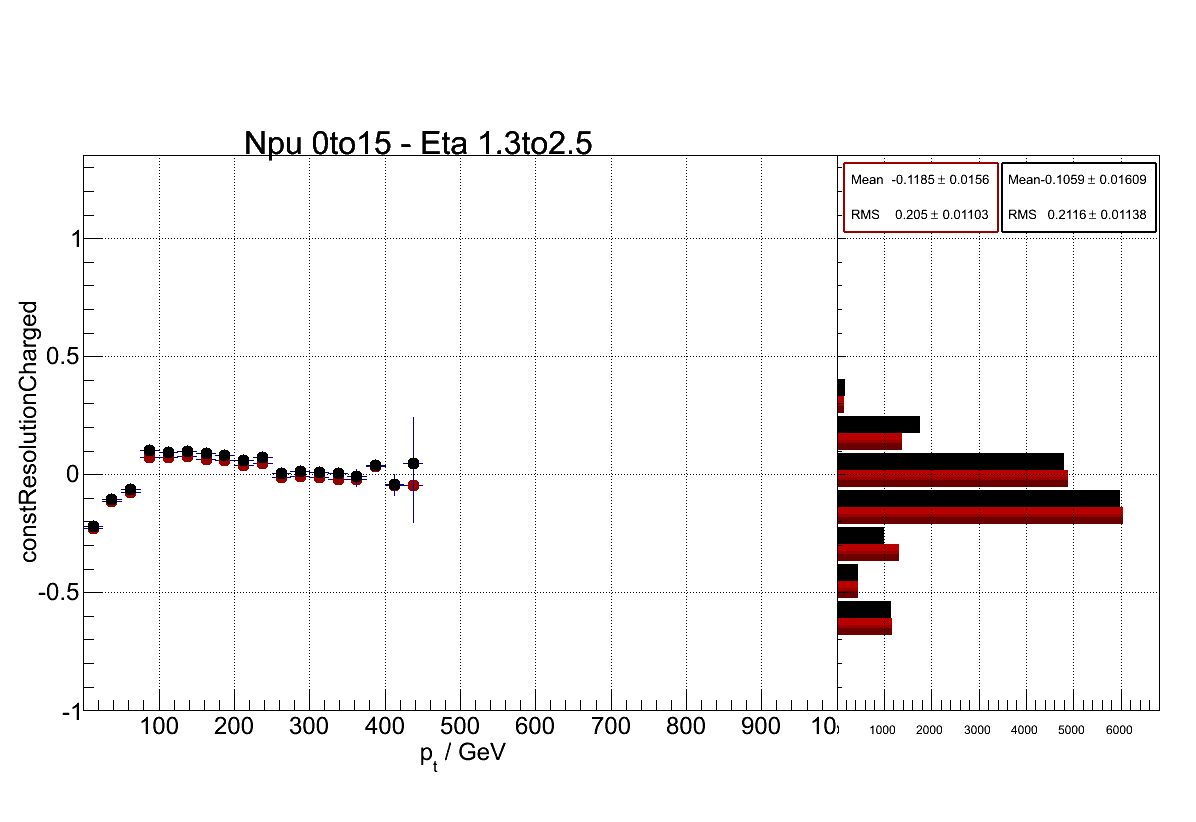 Npu 0to15 - Eta 1.3to2.5
Mean -0.1185 ± 0.0156
RMS 0.205 ± 0.01103
Mean-0.1059 ± 0.01609
RMS 0.2116 ± 0.01138
constResolutionCharged
1
0.5
0
-0.5
-1
100 200 300 400 500 600 700 800 900 10
1000 2000 3000 4000 5000 6000
pt / GeV